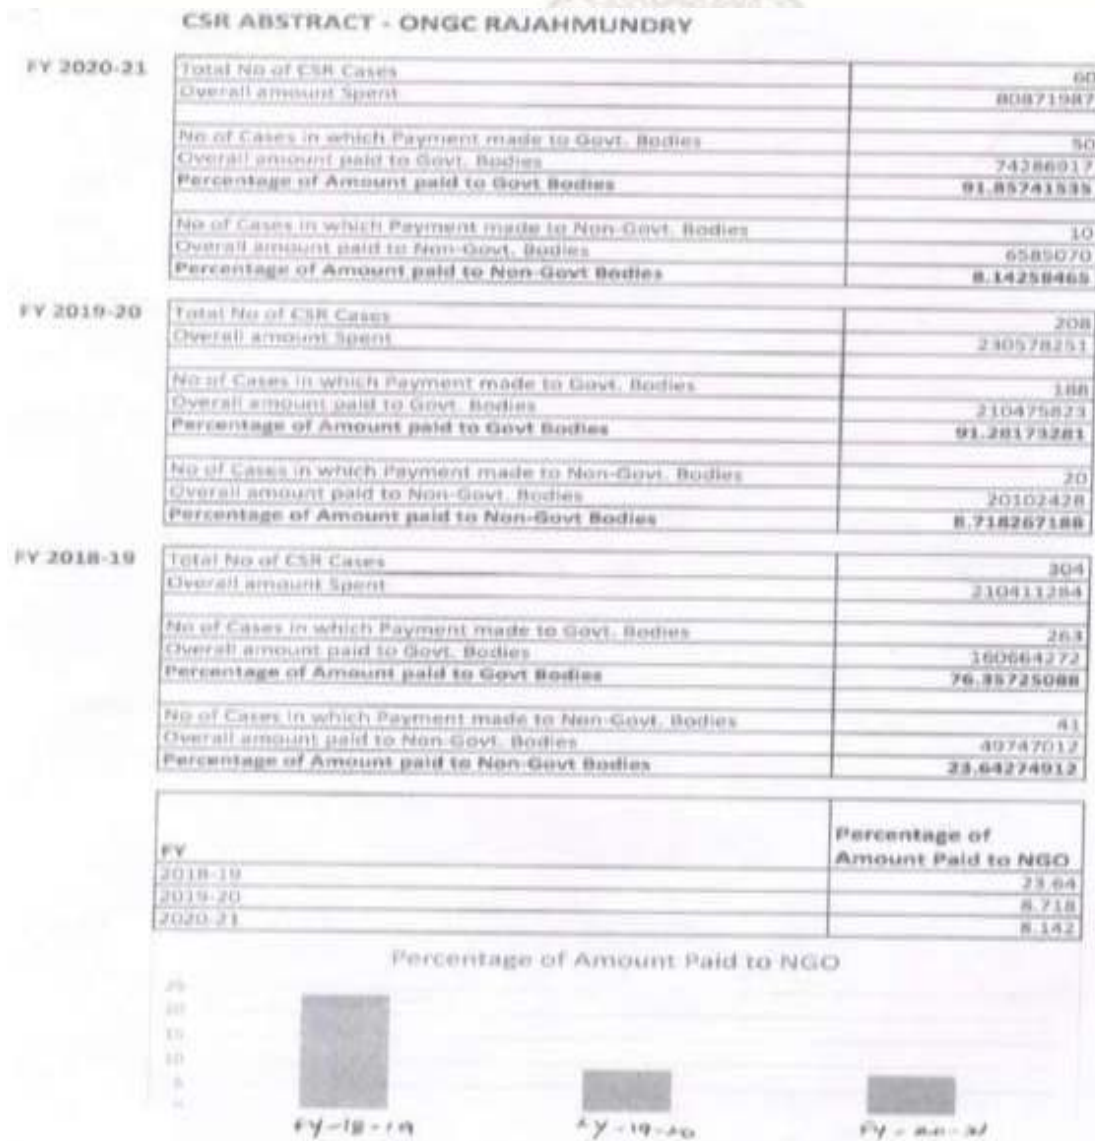 CSR ABSTRACT - ONGC RAJAHMUNDRY
FY 2020-21
Total No of CSR Cases 60
Overall amount Spent 80871987
No of Cases in which Payment made to Govt. Bodies 50
Overall amount paid to Govt. Bodies 74286917
Percentage of Amount paid to Govt Bodies 91.85741535
No of Cases in which Payment made to Non-Govt. Bodies 10
Overall amount paid to Non-Govt. Bodies 6585070
Percentage of Amount paid to Non-Govt Bodies 8.14258465
FY 2019-20
Total No of CSR Cases 208
Overall amount Spent 230578251
No of Cases in which Payment made to Govt. Bodies 188
Overall amount paid to Govt. Bodies 210475823
Percentage of Amount paid to Govt Bodies 91.28173281
No of Cases in which Payment made to Non-Govt. Bodies 20
Overall amount paid to Non-Govt. Bodies 20102428
Percentage of Amount paid to Non-Govt Bodies 8.718267188
FY 2018-19
Total No of CSR Cases 304
Overall amount Spent 210411284
No of Cases in which Payment made to Govt. Bodies 263
Overall amount paid to Govt. Bodies 160664272
Percentage of Amount paid to Govt Bodies 76.35725088
No of Cases in which Payment made to Non-Govt. Bodies 41
Overall amount paid to Non-Govt. Bodies 49747012
Percentage of Amount paid to Non-Govt Bodies 23.64274912
FY Percentage of Amount Paid to NGO
2018-19 23.64
2019-20 8.718
2020-21 8.142
Percentage of Amount Paid to NGO
25
20
15
10
5
FY-18-19 FY-19-20 FY-20-21